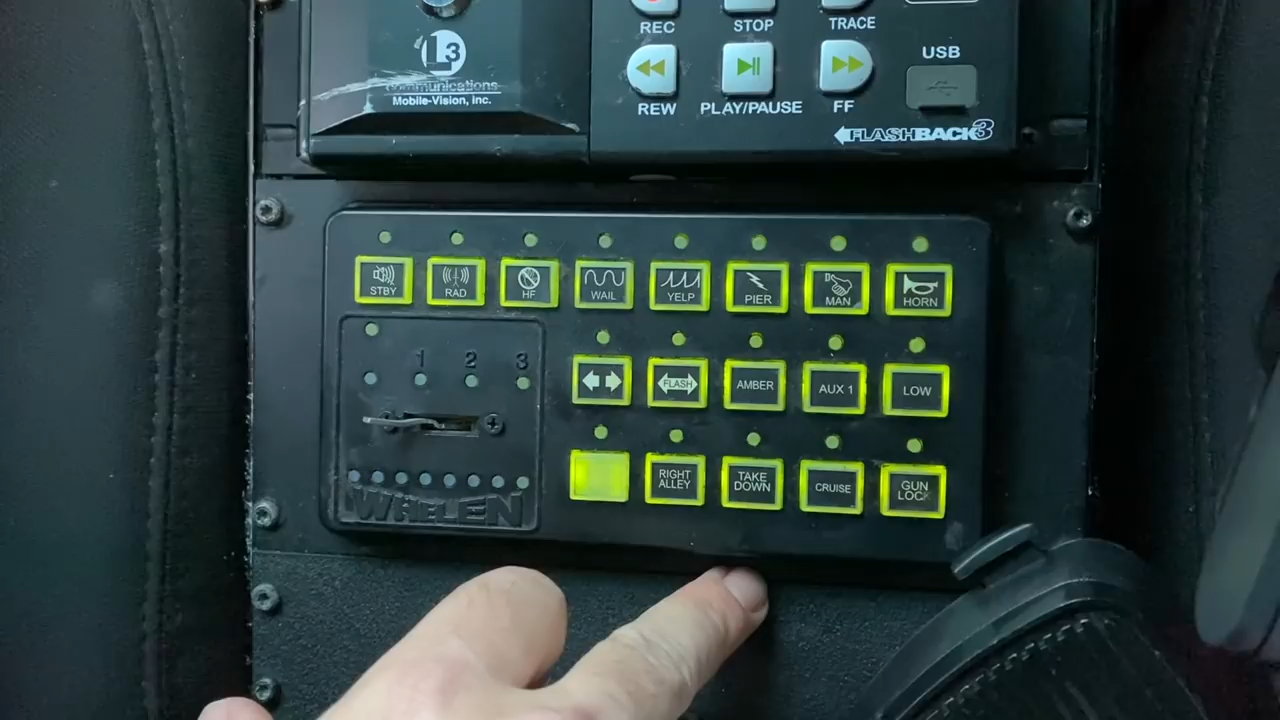 REC STOP TRACE
L3
communications
Mobile-Vision, Inc.
USB
REW PLAY/PAUSE FF
FLASHBACK3
STBY RAD HF WAIL YELP PIER MAN HORN
1 2 3
FLASH AMBER AUX 1 LOW
RIGHT ALLEY TAKE DOWN CRUISE GUN LOCK
WHELEN